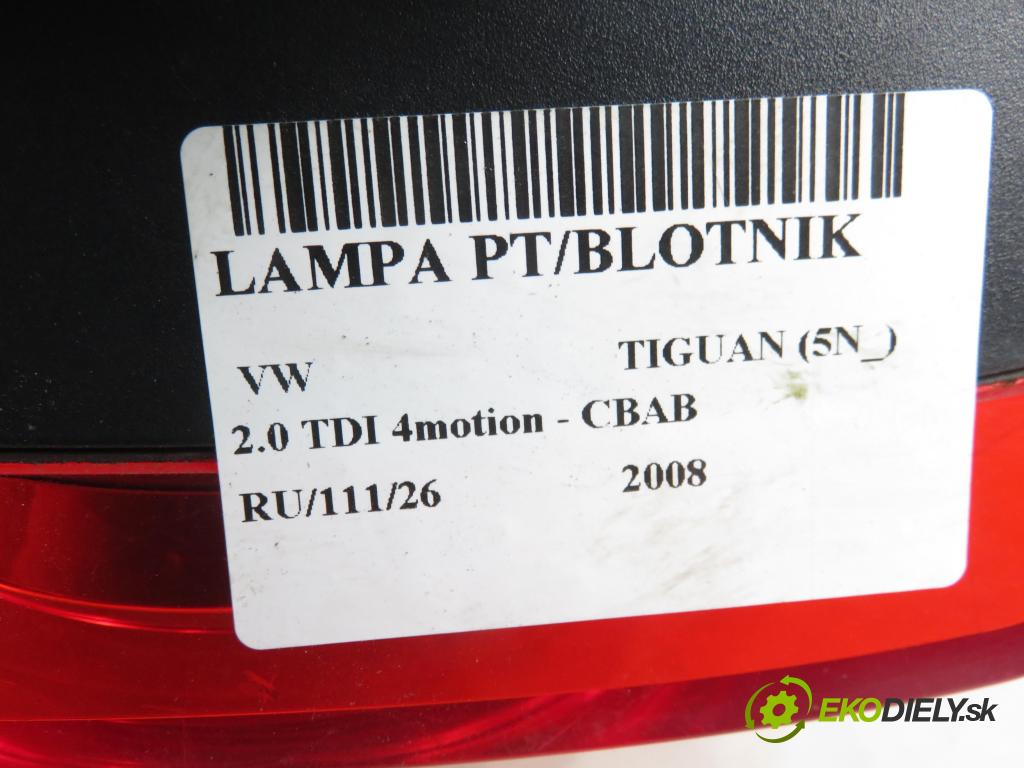 LAMPA PT/BLOTNIK
VW TIGUAN (5N_)
2.0 TDI 4motion - CBAB
RU/111/26 2008
EKODIELY.sk